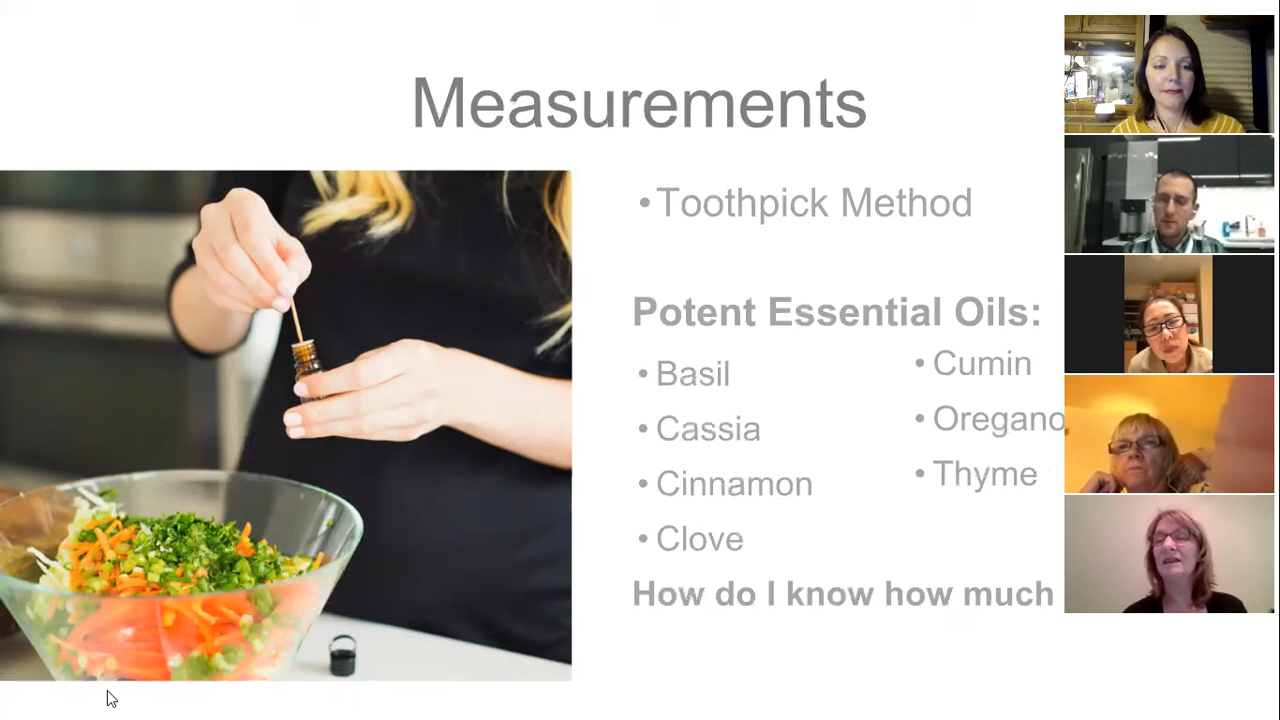 Measurements
•Toothpick Method
Potent Essential Oils:
•Basil
•Cassia
•Cinnamon
•Clove
•Cumin
•Oregano
•Thyme
How do I know how much